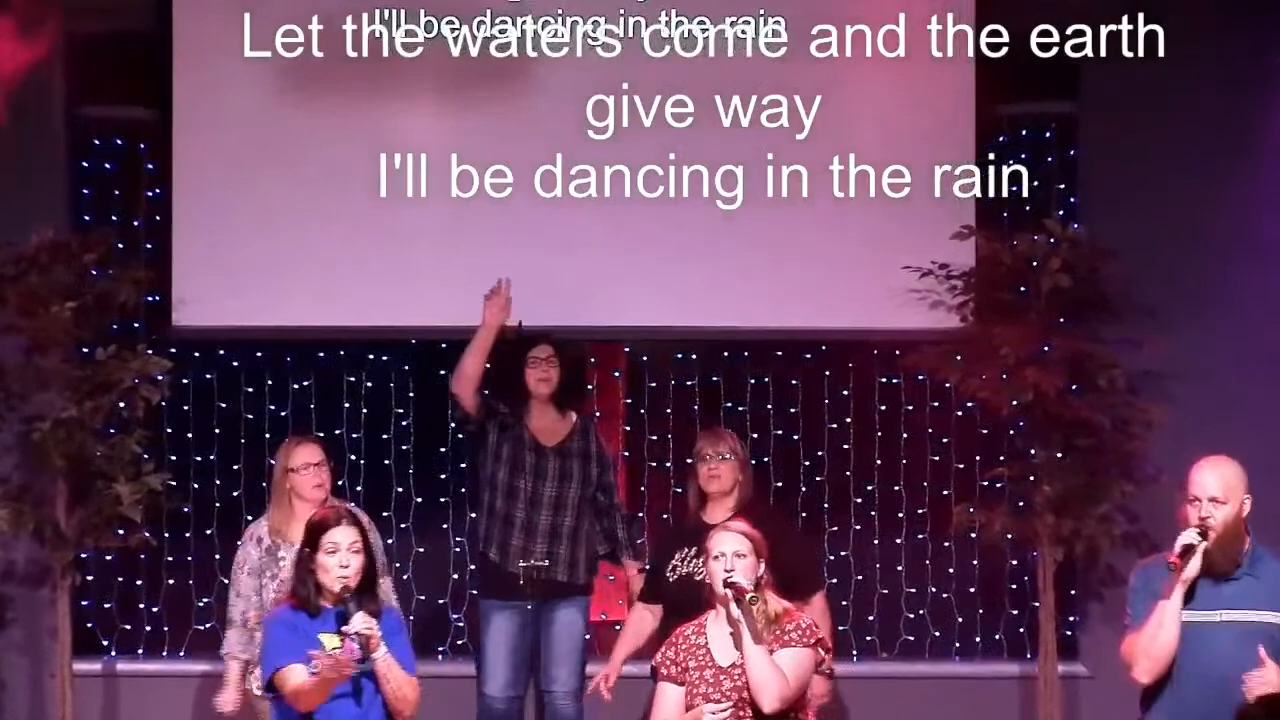 I'll be dancing in the rain
Let the waters come and the earth
give way
I'll be dancing in the rain